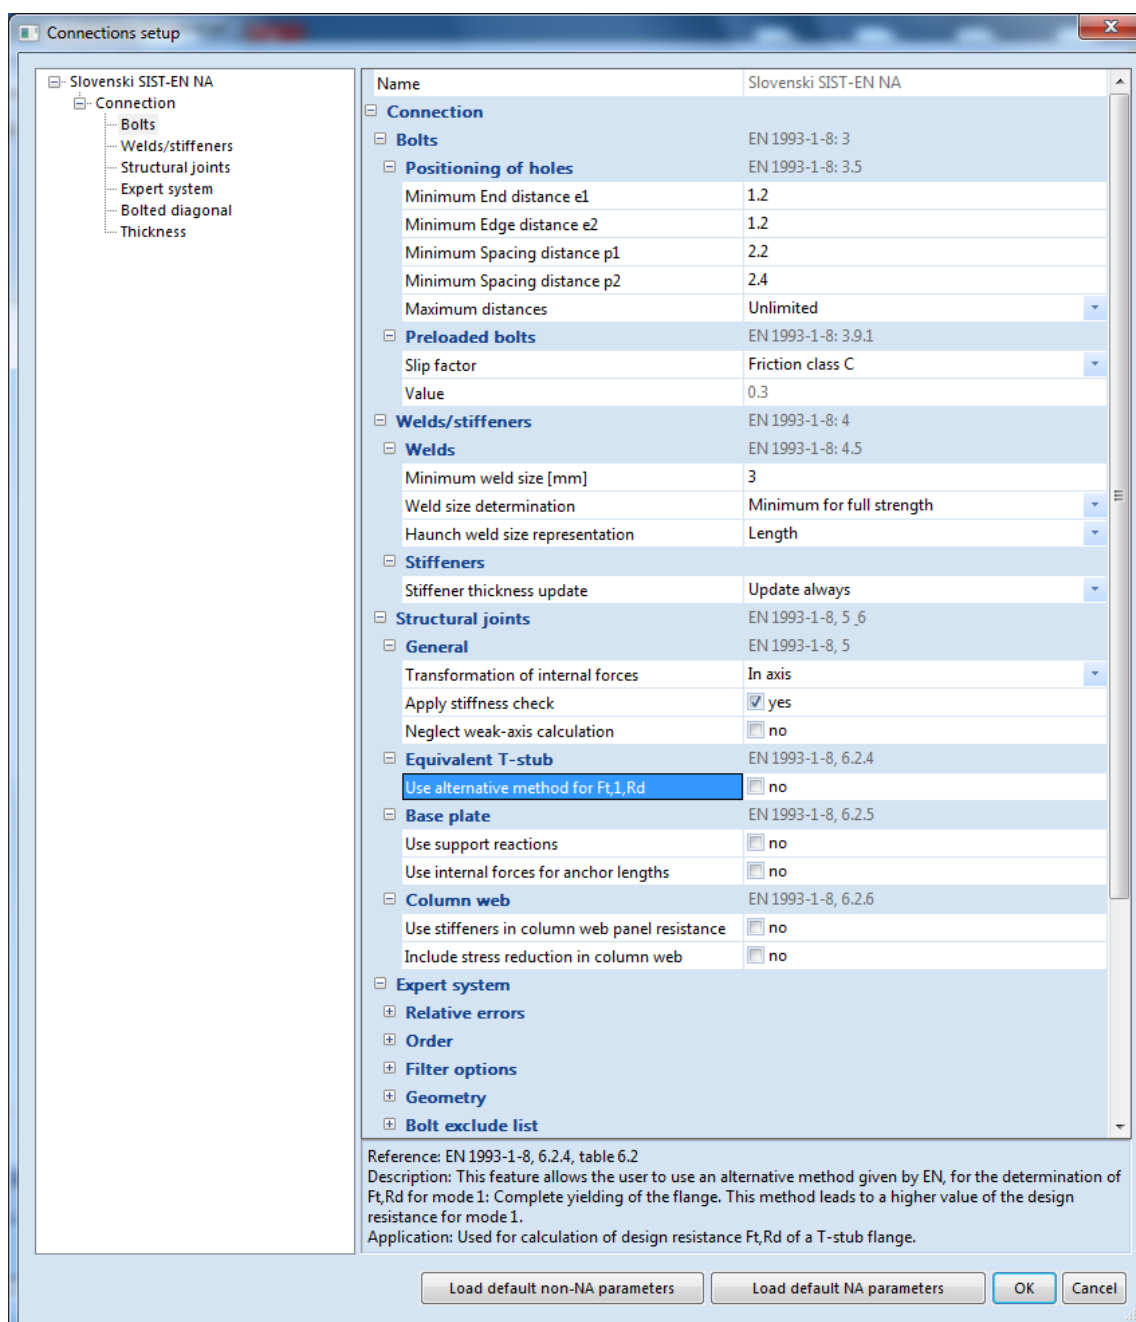 Connections setup
Slovenski SIST-EN NA
Connection
Bolts
Welds/stiffeners
Structural joints
Expert system
Bolted diagonal
Thickness
Name Slovenski SIST-EN NA
Connection
Bolts EN 1993-1-8: 3
Positioning of holes EN 1993-1-8: 3.5
Minimum End distance e1 1.2
Minimum Edge distance e2 1.2
Minimum Spacing distance p1 2.2
Minimum Spacing distance p2 2.4
Maximum distances Unlimited
Preloaded bolts EN 1993-1-8: 3.9.1
Slip factor Friction class C
Value 0.3
Welds/stiffeners EN 1993-1-8: 4
Welds EN 1993-1-8: 4.5
Minimum weld size [mm] 3
Weld size determination Minimum for full strength
Haunch weld size representation Length
Stiffeners
Stiffener thickness update Update always
Structural joints EN 1993-1-8, 5_6
General EN 1993-1-8, 5
Transformation of internal forces In axis
Apply stiffness check yes
Neglect weak-axis calculation no
Equivalent T-stub EN 1993-1-8, 6.2.4
Use alternative method for Ft,1,Rd no
Base plate EN 1993-1-8, 6.2.5
Use support reactions no
Use internal forces for anchor lengths no
Column web EN 1993-1-8, 6.2.6
Use stiffeners in column web panel resistance no
Include stress reduction in column web no
Expert system
Relative errors
Order
Filter options
Geometry
Bolt exclude list
Reference: EN 1993-1-8, 6.2.4, table 6.2
Description: This feature allows the user to use an alternative method given by EN, for the determination of
Ft,Rd for mode 1: Complete yielding of the flange. This method leads to a higher value of the design
resistance for mode 1.
Application: Used for calculation of design resistance Ft,Rd of a T-stub flange.
Load default non-NA parameters Load default NA parameters OK Cancel